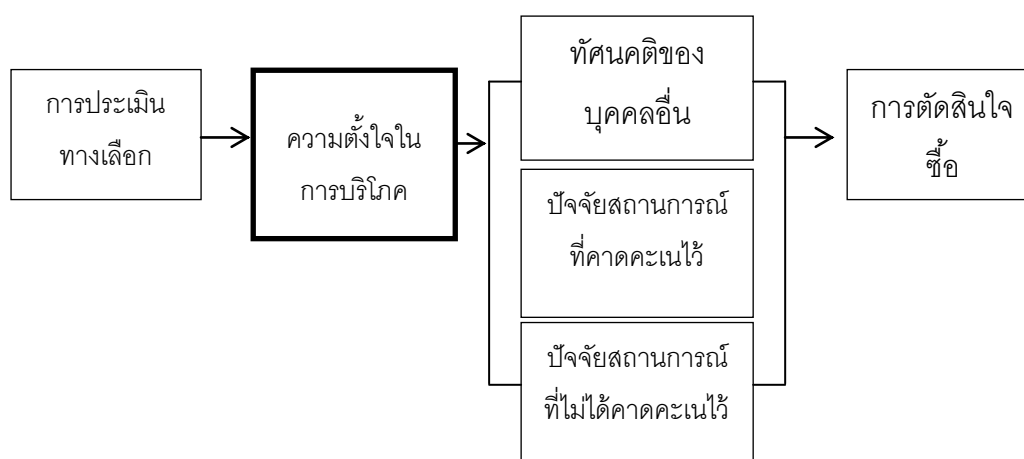 การประเมิน
ทางเลือก
ความตั้งใจใน
การบริโภค
ทัศนคติของ
บุคคลอื่น
ปัจจัยสถานการณ์
ที่คาดคะเนไว้
ปัจจัยสถานการณ์
ที่ไม่ได้คาดคะเนไว้
การตัดสินใจ
ซื้อ